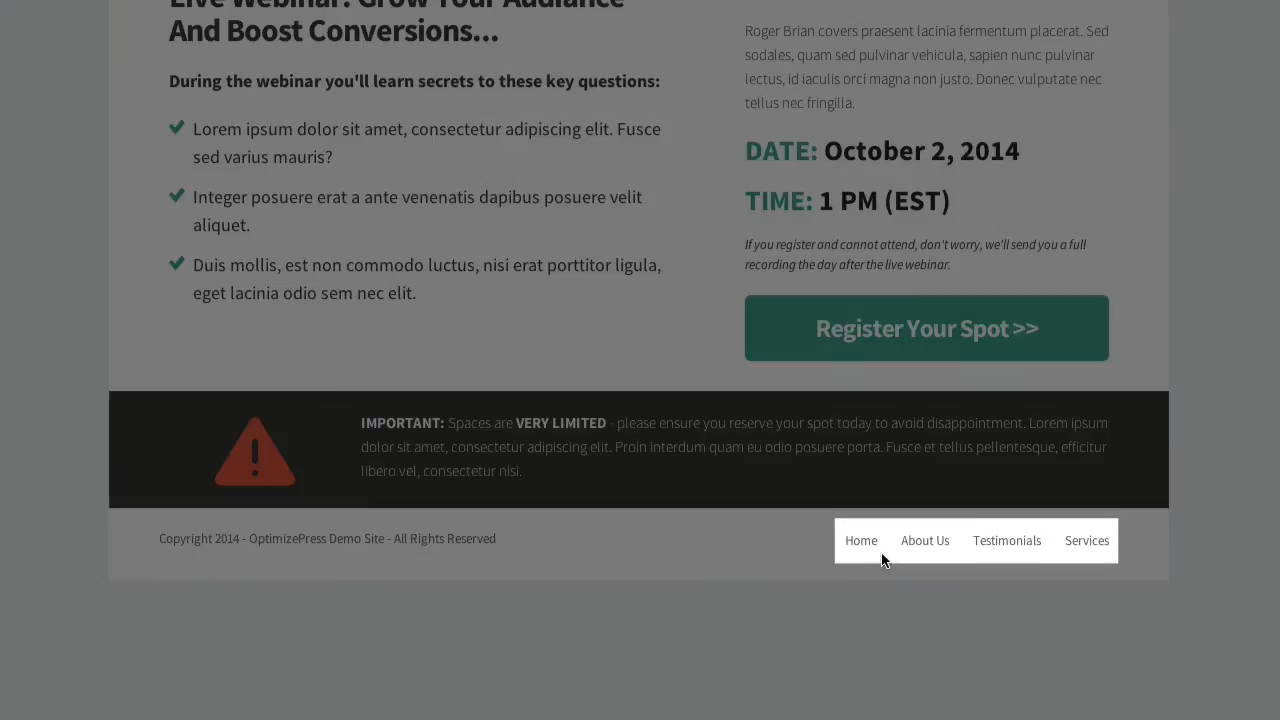 Live Webinar: Grow Your Audiance
And Boost Conversions...
During the webinar you'll learn secrets to these key questions:
Lorem ipsum dolor sit amet, consectetur adipiscing elit. Fusce
sed varius mauris?
Integer posuere erat a ante venenatis dapibus posuere velit
aliquet.
Duis mollis, est non commodo luctus, nisi erat porttitor ligula,
eget lacinia odio sem nec elit.
Roger Brian covers praesent lacinia fermentum placerat. Sed
sodales, quam sed pulvinar vehicula, sapien nunc pulvinar
lectus, id iaculis orci magna non justo. Donec vulputate nec
tellus nec fringilla.
DATE: October 2, 2014
TIME: 1 PM (EST)
If you register and cannot attend, don't worry, we'll send you a full
recording the day after the live webinar.
Register Your Spot >>
IMPORTANT: Spaces are VERY LIMITED - please ensure you reserve your spot today to avoid disappointment. Lorem ipsum
dolor sit amet, consectetur adipiscing elit. Proin interdum quam eu odio posuere porta. Fusce et tellus pellentesque, efficitur
libero vel, consectetur nisi.
Copyright 2014 - OptimizePress Demo Site - All Rights Reserved
Home About Us Testimonials Services